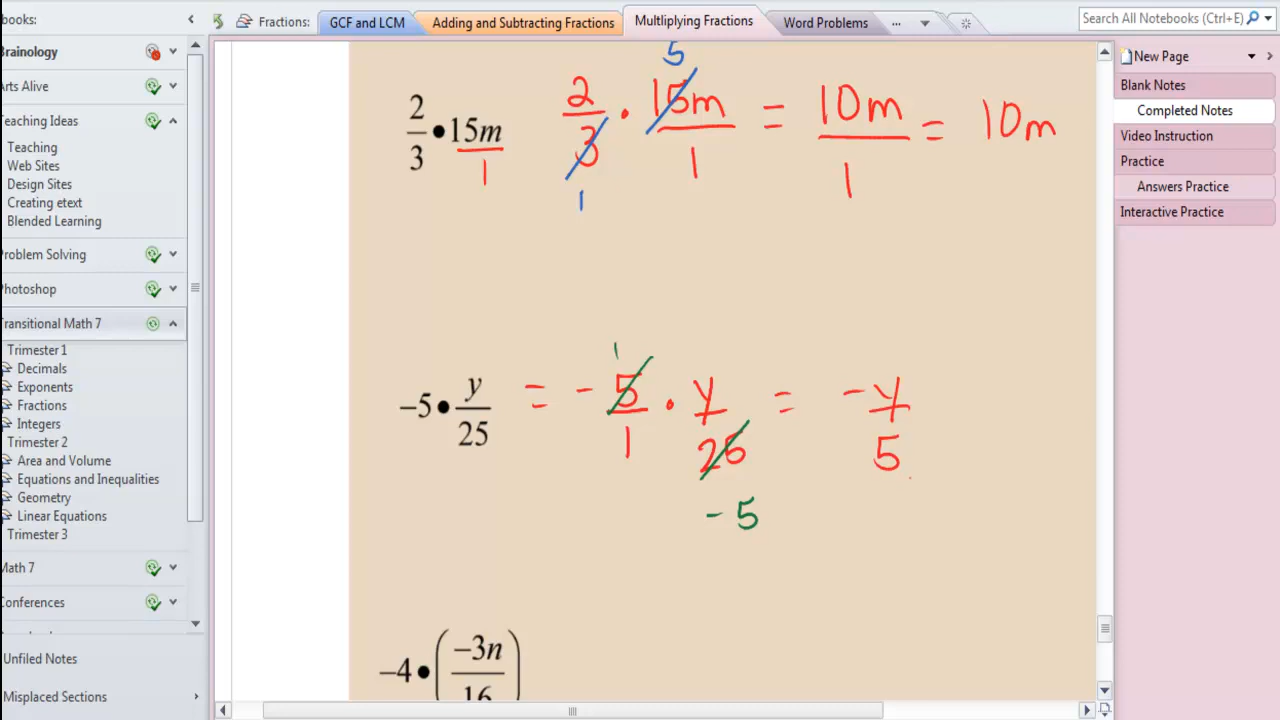 ooks:
Fractions:
GCF and LCM
Adding and Subtracting Fractions
Multiplying Fractions
Word Problems
...
Search All Notebooks (Ctrl+E)
Brainology
Arts Alive
Teaching Ideas
Teaching
Web Sites
Design Sites
Creating etext
Blended Learning
Problem Solving
Photoshop
Transitional Math 7
Trimester 1
Decimals
Exponents
Fractions
Integers
Trimester 2
Area and Volume
Equations and Inequalities
Geometry
Linear Equations
Trimester 3
Math 7
Conferences
Unfiled Notes
Misplaced Sections
5
2/3 • 15m/1 2/3 • 15m/1 = 10m/1 = 10m
1
1
-5 • y/25 = -5/1 • y/25 = -y/5
-5
-4 • (-3n/16)
New Page
Blank Notes
Completed Notes
Video Instruction
Practice
Answers Practice
Interactive Practice